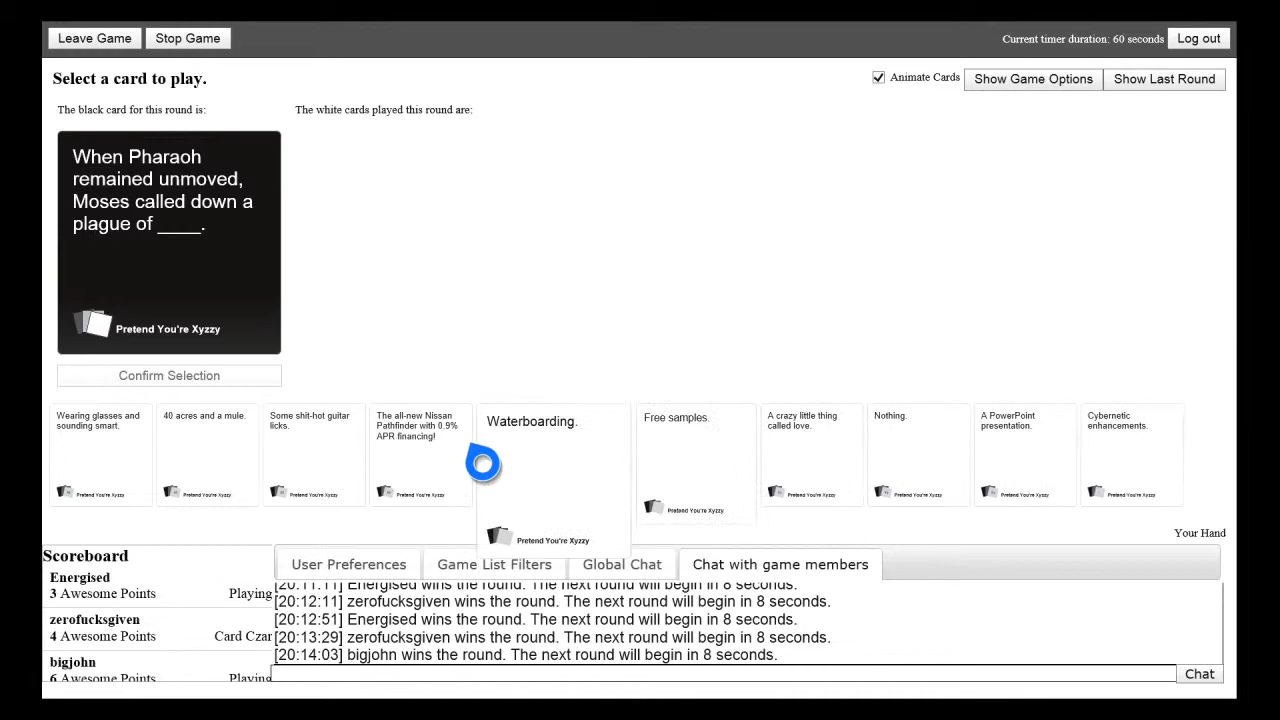 Leave Game
Stop Game
Current timer duration: 60 seconds
Log out
Select a card to play.
Animate Cards
Show Game Options
Show Last Round
The black card for this round is:
The white cards played this round are:
When Pharaoh
remained unmoved,
Moses called down a
plague of ____.
Pretend You're Xyzzy
Confirm Selection
Wearing glasses and
sounding smart.
Pretend You're Xyzzy
40 acres and a mule.
Pretend You're Xyzzy
Some shit-hot guitar
licks.
Pretend You're Xyzzy
The all-new Nissan
Pathfinder with 0.9%
APR financing!
Pretend You're Xyzzy
Waterboarding.
Pretend You're Xyzzy
Free samples.
Pretend You're Xyzzy
A crazy little thing
called love.
Pretend You're Xyzzy
Nothing.
Pretend You're Xyzzy
A PowerPoint
presentation.
Pretend You're Xyzzy
Cybernetic
enhancements.
Pretend You're Xyzzy
Your Hand
Scoreboard
Energised
3 Awesome Points
Playing
zerofucksgiven
4 Awesome Points
Card Czar
bigjohn
6 Awesome Points
Playing
User Preferences
Game List Filters
Global Chat
Chat with game members
[20:11:11] Energised wins the round. The next round will begin in 8 seconds.
[20:12:11] zerofucksgiven wins the round. The next round will begin in 8 seconds.
[20:12:51] Energised wins the round. The next round will begin in 8 seconds.
[20:13:29] zerofucksgiven wins the round. The next round will begin in 8 seconds.
[20:14:03] bigjohn wins the round. The next round will begin in 8 seconds.
Chat